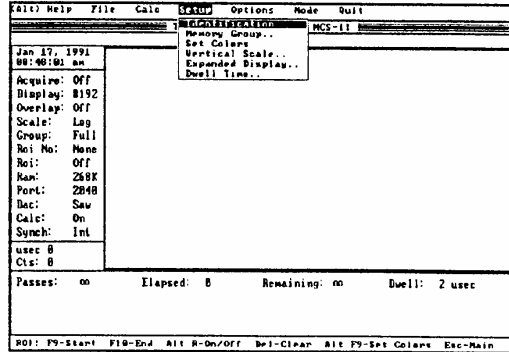 (Alt) Help File Calc Setup Options Mode Quit
Identification
T MCS-II
Memory Group..
Set Colors
Vertical Scale..
Expanded Display..
Dwell Time..
Jan 17, 1991
08:40:01 am
Acquire: Off
Display: 8192
Overlap: Off
Scale: Log
Group: Full
Roi No: None
Roi: Off
Ram: 268K
Port: 2040
Dac: Saw
Calc: On
Synch: Int
usec 0
Cts: 0
Passes: ∞ Elapsed: 0 Remaining: ∞ Dwell: 2 usec
ROI: F9-Start F10-End Alt R-On/Off Del-Clear Alt F9-Set Colors Esc-Main